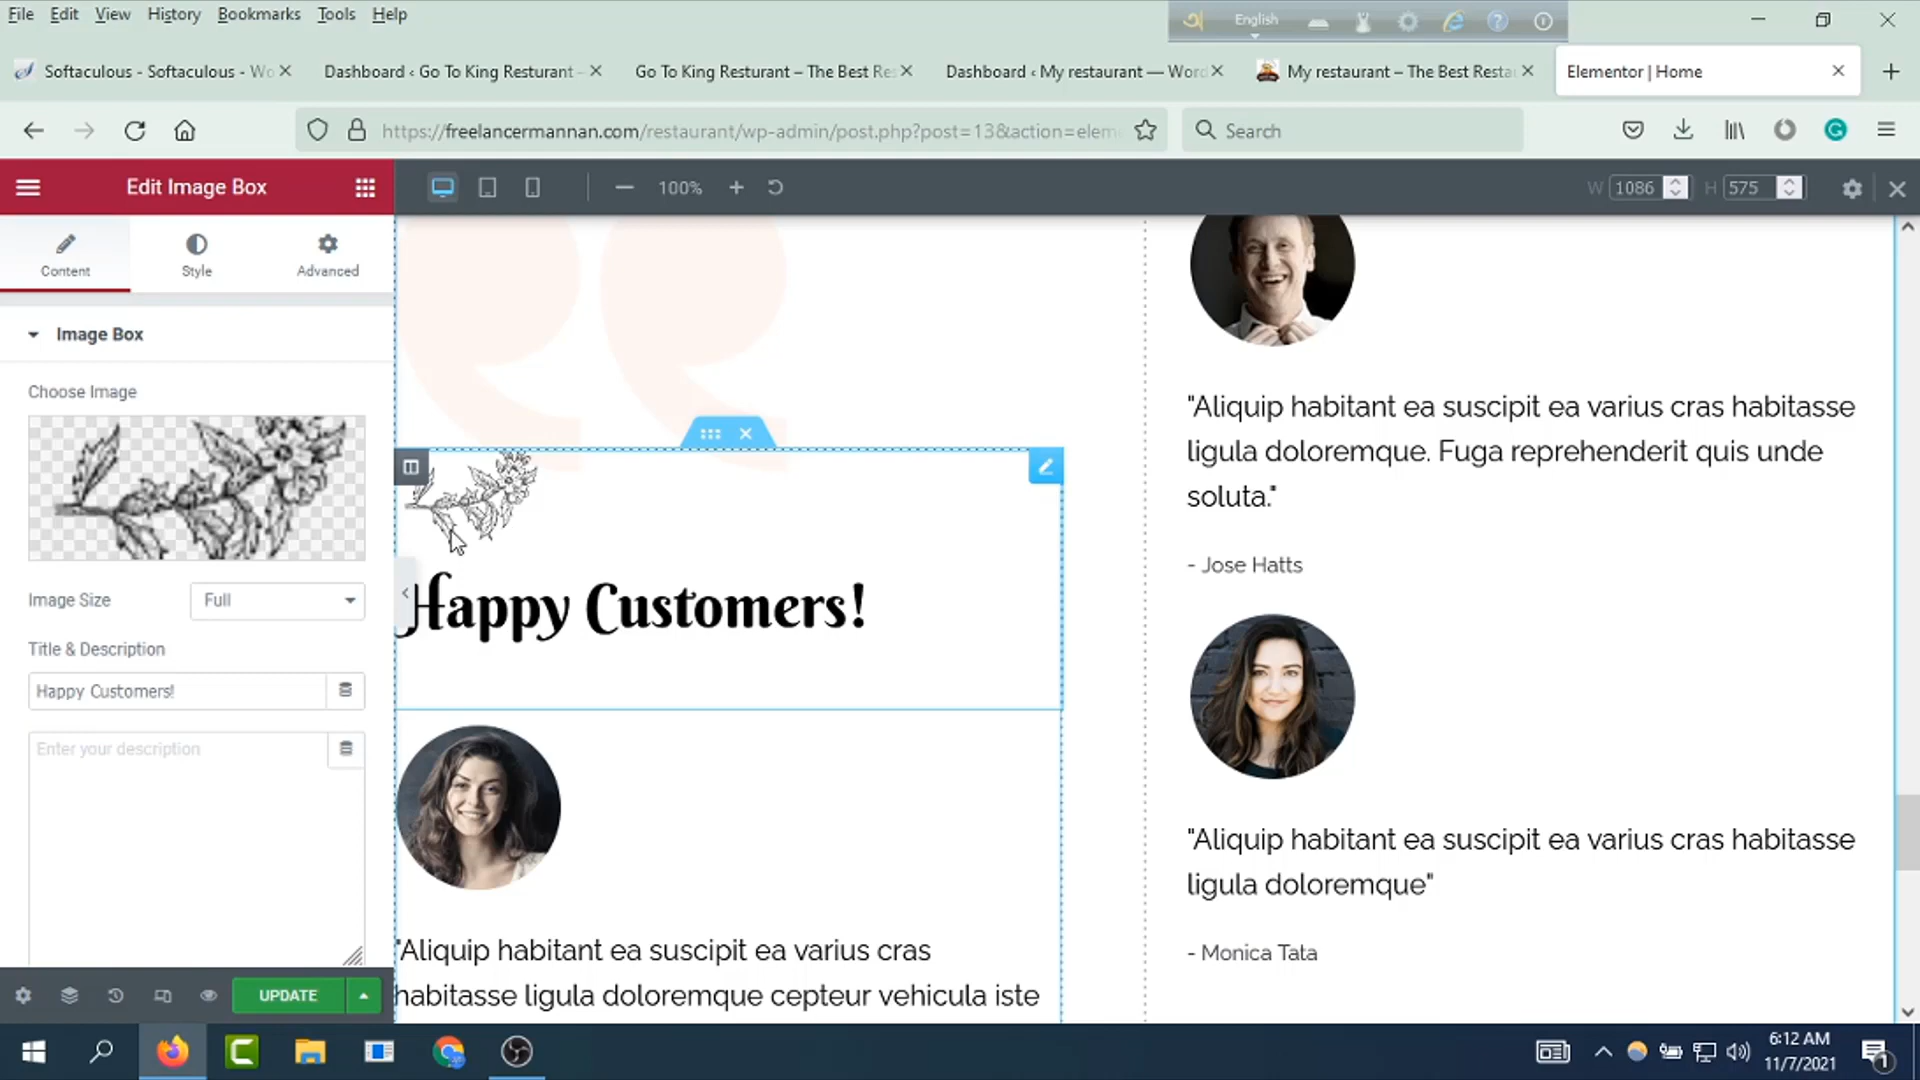 File Edit View History Bookmarks Tools Help
English
Softaculous - Softaculous - Wo
Dashboard ‹ Go To King Resturant -
Go To King Resturant – The Best Res
Dashboard ‹ My restaurant — Word
My restaurant – The Best Restau
Elementor | Home
https://freelancermannan.com/restaurant/wp-admin/post.php?post=13&action=eleme
Search
Edit Image Box
100%
W 1086 H 575
Content Style Advanced
Image Box
Choose Image
Image Size Full
Title & Description
Happy Customers!
Enter your description
UPDATE
Happy Customers!
"Aliquip habitant ea suscipit ea varius cras
habitasse ligula doloremque cepteur vehicula iste
"Aliquip habitant ea suscipit ea varius cras habitasse
ligula doloremque. Fuga reprehenderit quis unde
soluta."
- Jose Hatts
"Aliquip habitant ea suscipit ea varius cras habitasse
ligula doloremque"
- Monica Tata
6:12 AM
11/7/2021
1